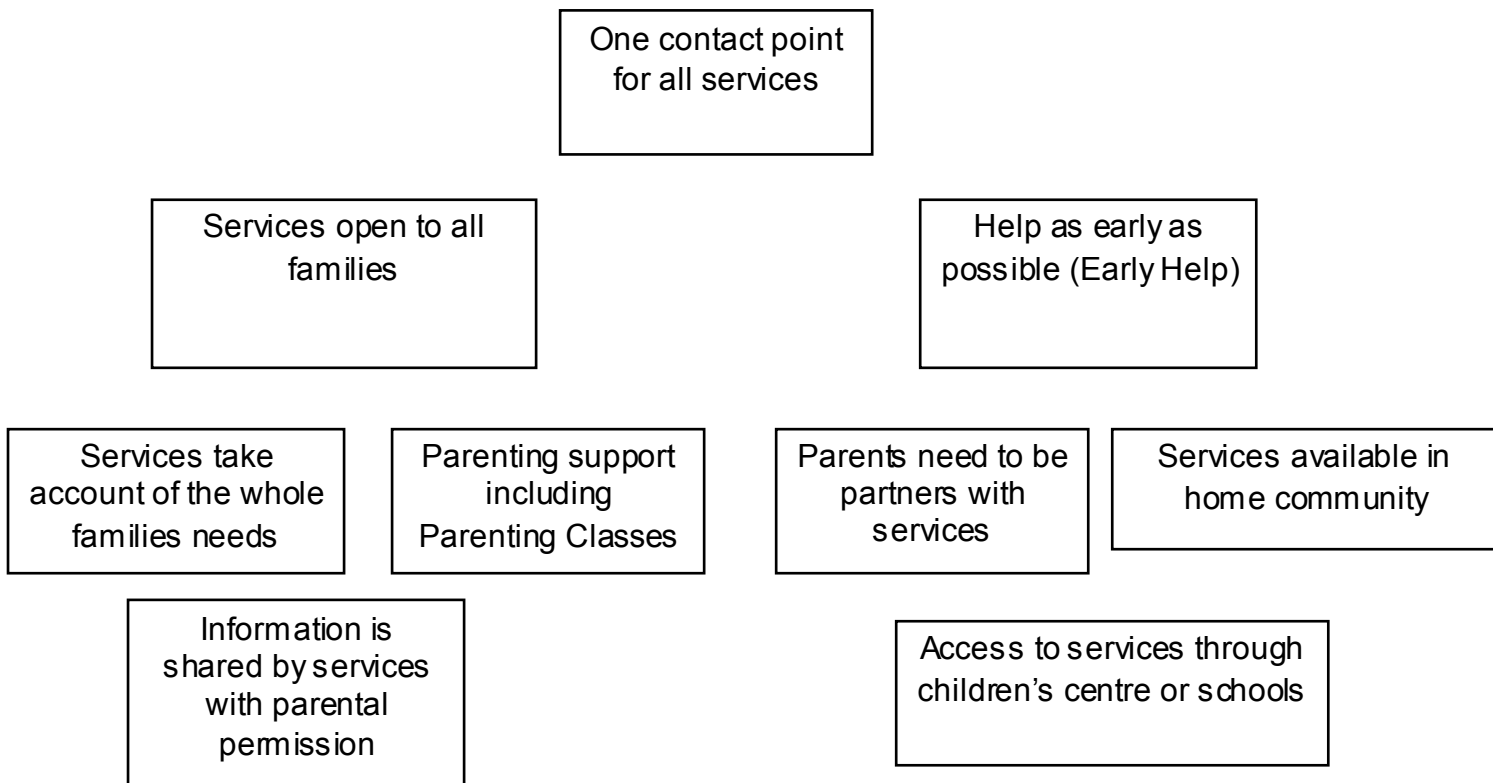 One contact point
for all services
Services open to all
families
Help as early as
possible (Early Help)
Services take
account of the whole
families needs
Parenting support
including
Parenting Classes
Parents need to be
partners with
services
Services available in
home community
Information is
shared by services
with parental
permission
Access to services through
children's centre or schools